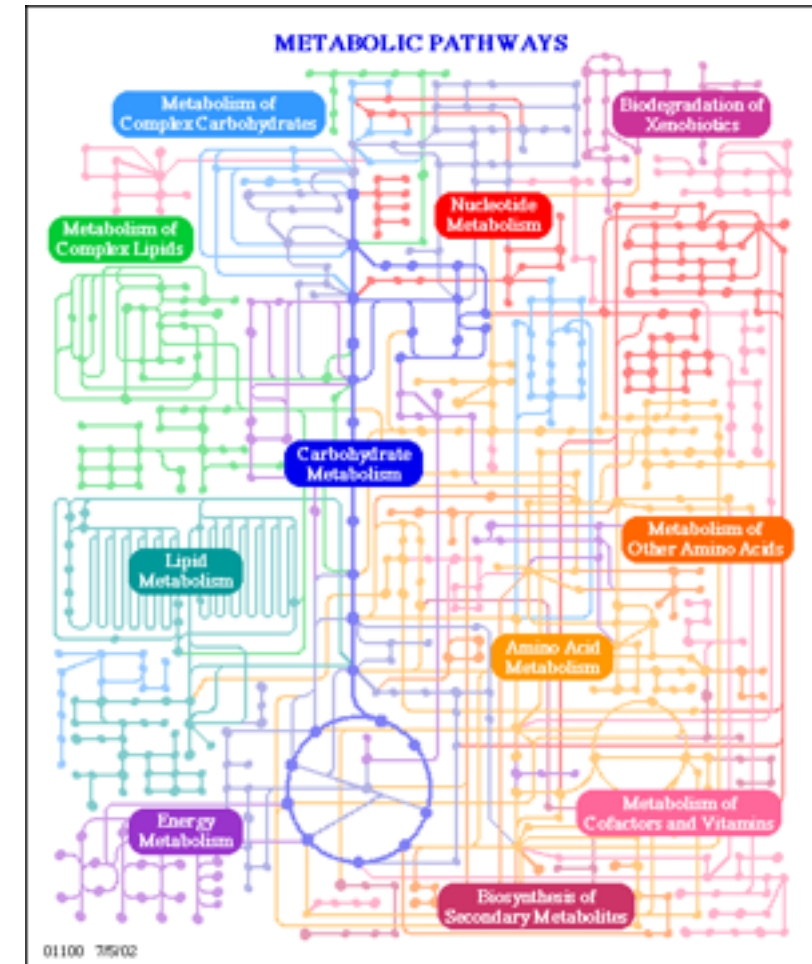 METABOLIC PATHWAYS
Metabolism of
Complex Carbohydrates
Biodegradation of
Xenobiotics
Nucleotide
Metabolism
Metabolism of
Complex Lipids
Carbohydrate
Metabolism
Metabolism of
Other Amino Acids
Lipid
Metabolism
Amino Acid
Metabolism
Energy
Metabolism
Metabolism of
Cofactors and Vitamins
Biosynthesis of
Secondary Metabolites
01100 7/5/02